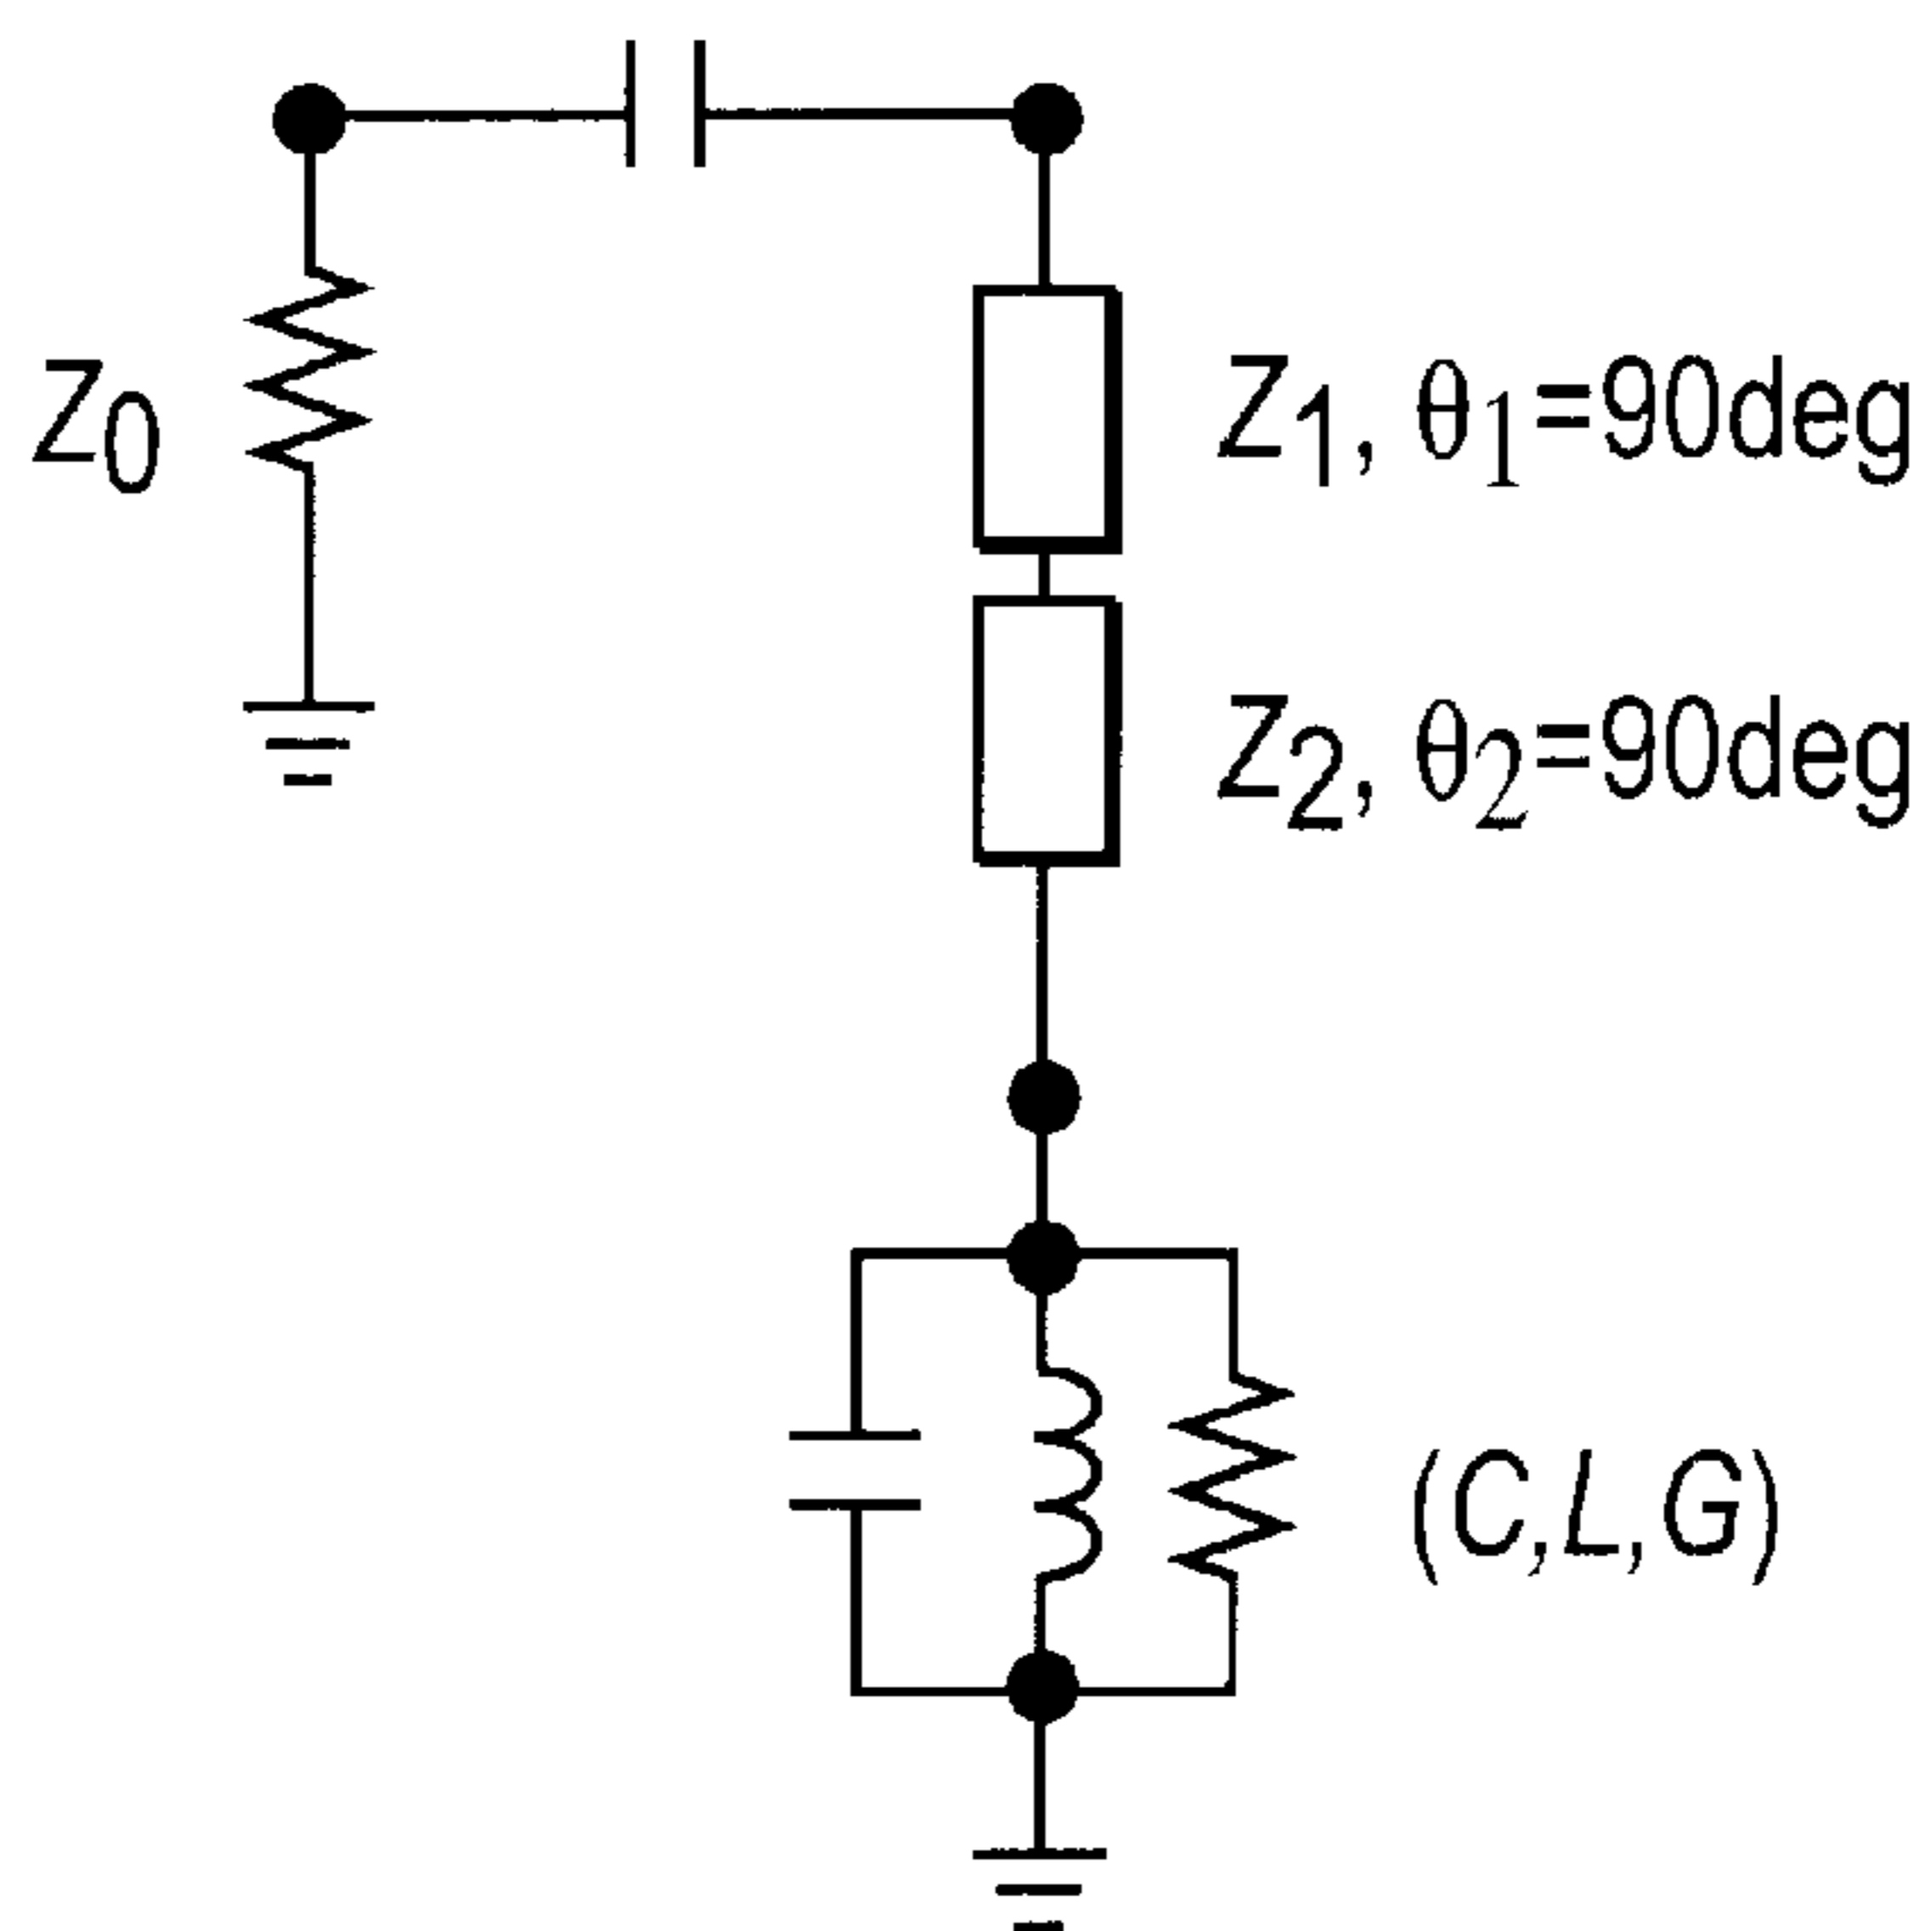 Z0
Z1, θ1=90deg
Z2, θ2=90deg
(C,L,G)